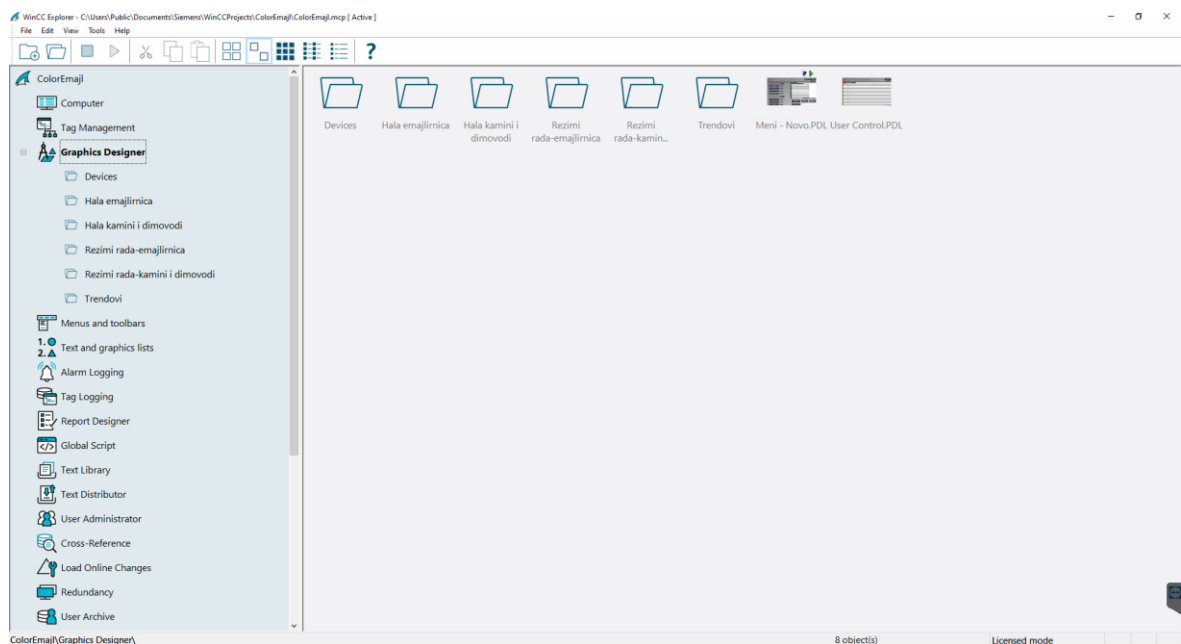 WinCC Explorer - C:\Users\Public\Documents\Siemens\WinCCProjects\ColorEmajl\ColorEmajl.mcp [ Active ]
File Edit View Tools Help
ColorEmajl
Computer
Tag Management
Graphics Designer
Devices
Hala emajlirnica
Hala kamini i dimovodi
Rezimi rada-emajlirnica
Rezimi rada-kamini i dimovodi
Trendovi
Menus and toolbars
1.
2.
Text and graphics lists
Alarm Logging
Tag Logging
Report Designer
Global Script
Text Library
Text Distributor
User Administrator
Cross-Reference
Load Online Changes
Redundancy
User Archive
Devices
Hala emajlirnica
Hala kamini i
dimovodi
Rezimi
rada-emajlirnica
Rezimi
rada-kamin...
Trendovi
Meni - Novo.PDL
User Control.PDL
ColorEmajl\Graphics Designer\
8 object(s)
Licensed mode